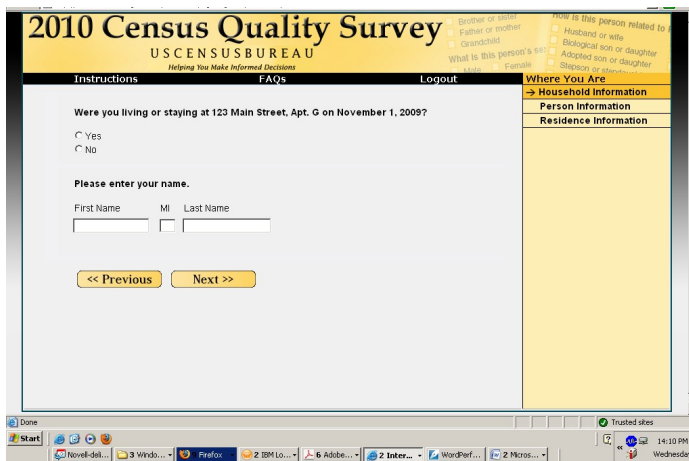 2010 Census Quality Survey
USCENSUSBUREAU
Helping You Make Informed Decisions
Brother or sister
Father or mother
Grandchild
What is this person's sex
Male Female
How is this person related to
Husband or wife
Biological son or daughter
Adopted son or daughter
Stepson or
Instructions FAQs Logout
Where You Are
→ Household Information
Person Information
Residence Information
Were you living or staying at 123 Main Street, Apt. G on November 1, 2009?
Yes
No
Please enter your name.
First Name MI Last Name
<< Previous Next >>
Done Trusted sites
Start
14:10 PM
Novell-deli... 3 Windo... Firefox 2 IBM Lo... 6 Adobe... 2 Inter... WordPerf... 2 Micros...
Wednesday